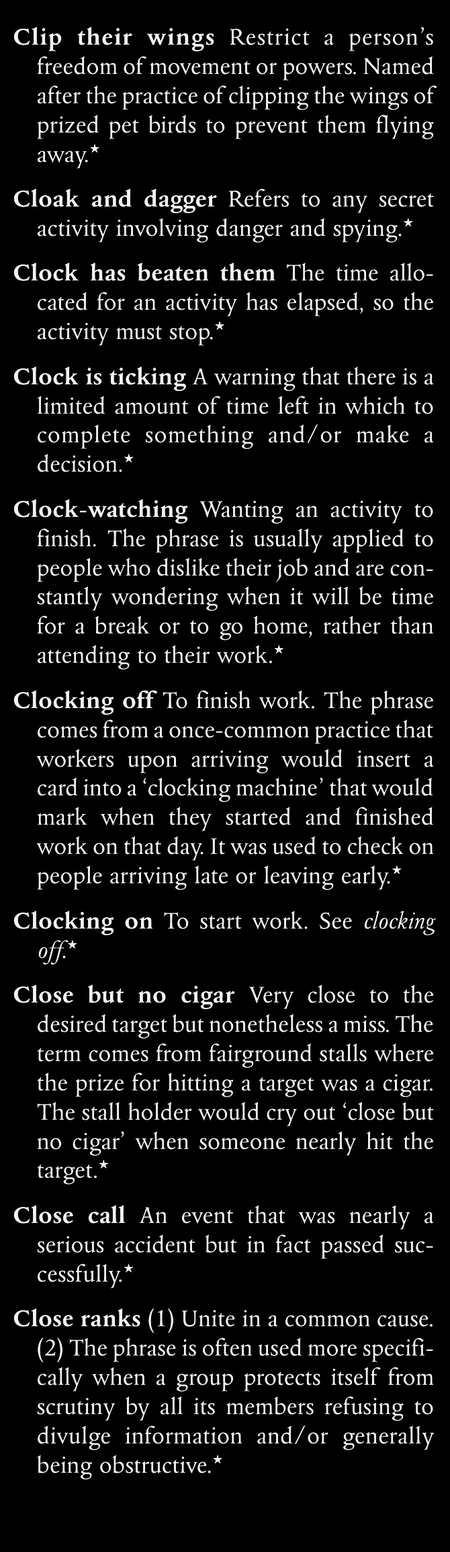 Clip their wings Restrict a person's
freedom of movement or powers. Named
after the practice of clipping the wings of
prized pet birds to prevent them flying
away.★
Cloak and dagger Refers to any secret
activity involving danger and spying.★
Clock has beaten them The time allo-
cated for an activity has elapsed, so the
activity must stop.★
Clock is ticking A warning that there is a
limited amount of time left in which to
complete something and/or make a
decision.★
Clock-watching Wanting an activity to
finish. The phrase is usually applied to
people who dislike their job and are con-
stantly wondering when it will be time
for a break or to go home, rather than
attending to their work.★
Clocking off To finish work. The phrase
comes from a once-common practice that
workers upon arriving would insert a
card into a ‘clocking machine’ that would
mark when they started and finished
work on that day. It was used to check on
people arriving late or leaving early.★
Clocking on To start work. See clocking
off.★
Close but no cigar Very close to the
desired target but nonetheless a miss. The
term comes from fairground stalls where
the prize for hitting a target was a cigar.
The stall holder would cry out ‘close but
no cigar’ when someone nearly hit the
target.★
Close call An event that was nearly a
serious accident but in fact passed suc-
cessfully.★
Close ranks (1) Unite in a common cause.
(2) The phrase is often used more specifi-
cally when a group protects itself from
scrutiny by all its members refusing to
divulge information and/or generally
being obstructive.★